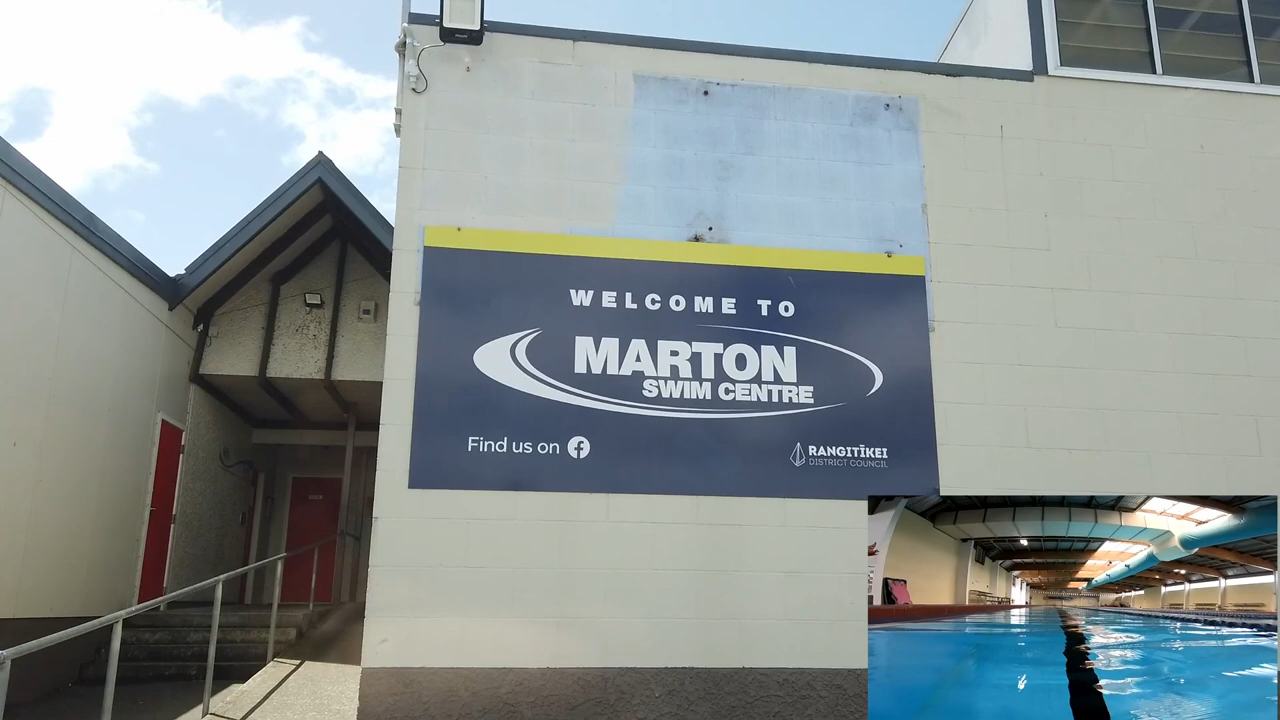 WELCOME TO
MARTON
SWIM CENTRE
Find us on
RANGITĪKEI
DISTRICT COUNCIL